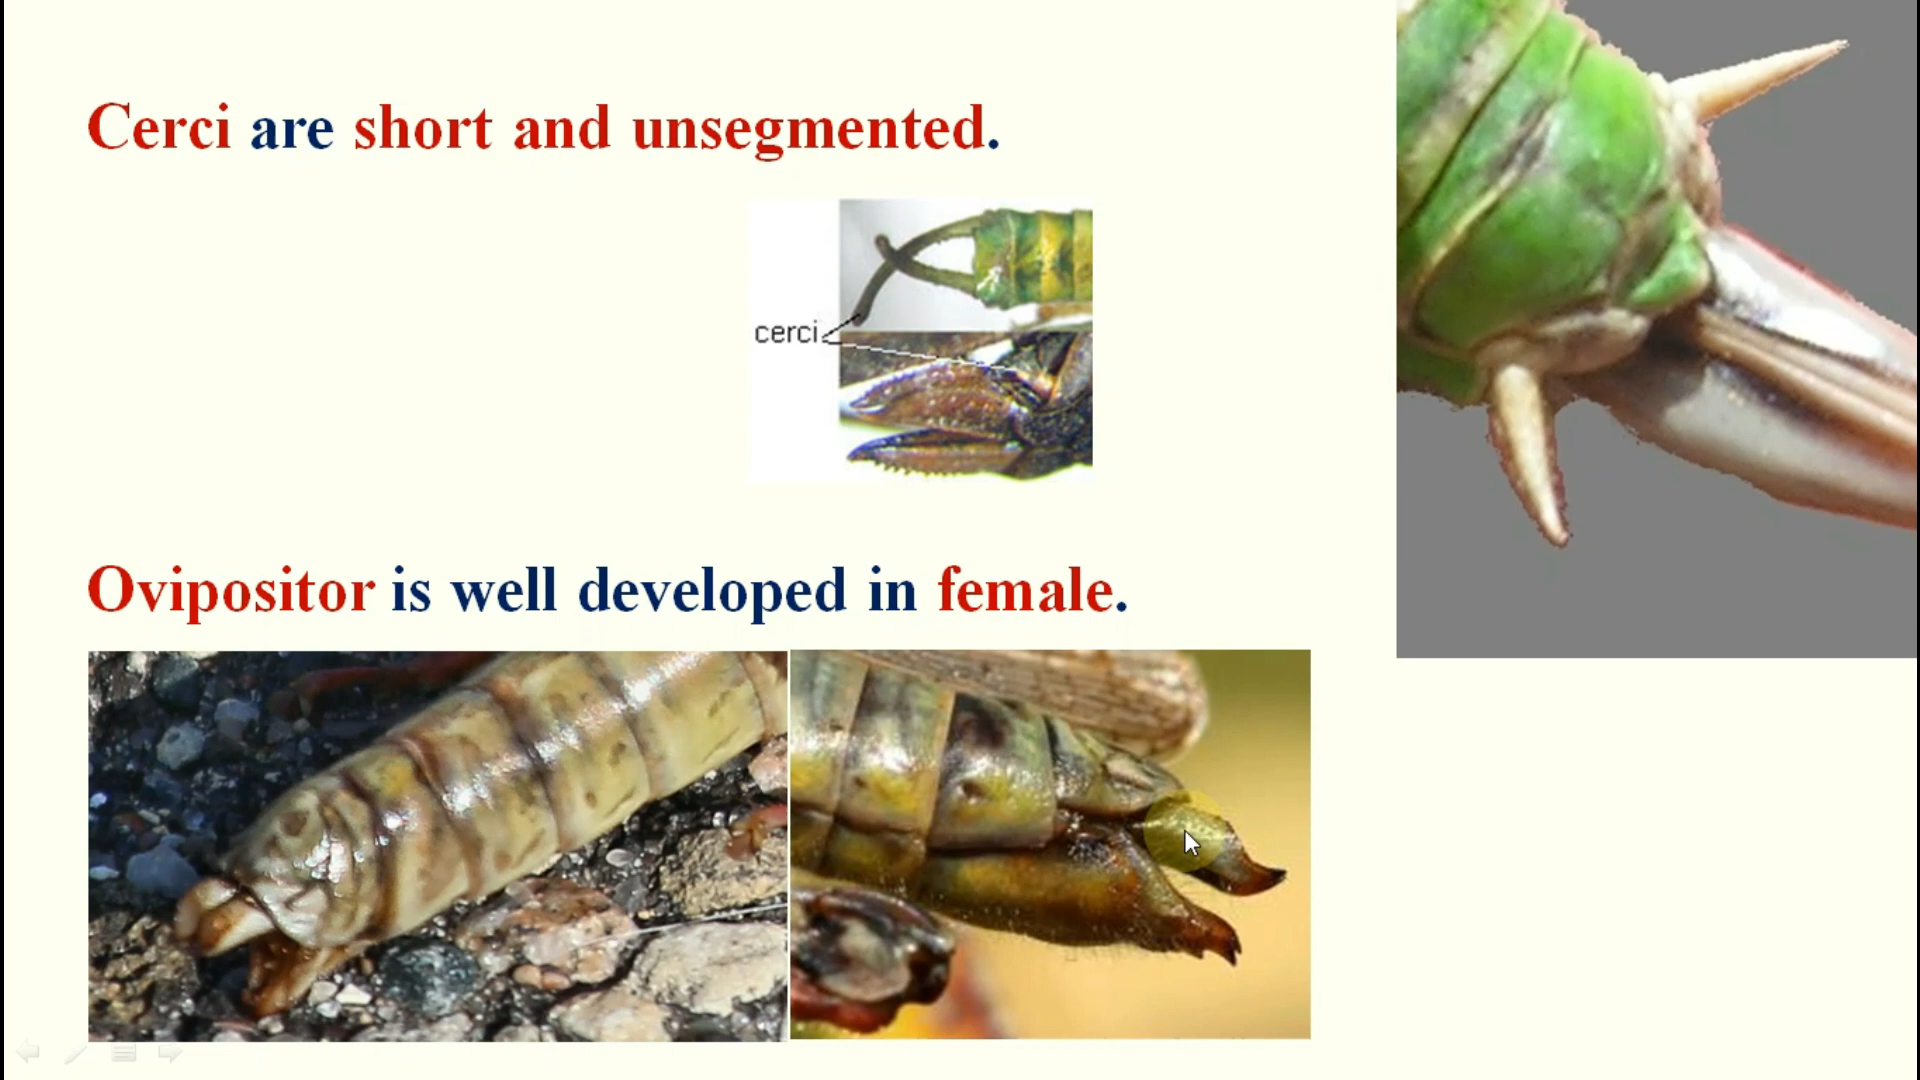 Cerci are short and unsegmented.
cerci
Ovipositor is well developed in female.